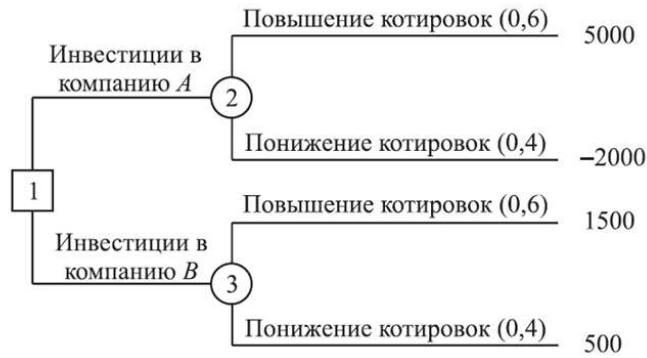 Повышение котировок (0,6) 5000
Инвестиции в
компанию A
2
Понижение котировок (0,4) –2000
1
Повышение котировок (0,6) 1500
Инвестиции в
компанию B
3
Понижение котировок (0,4) 500